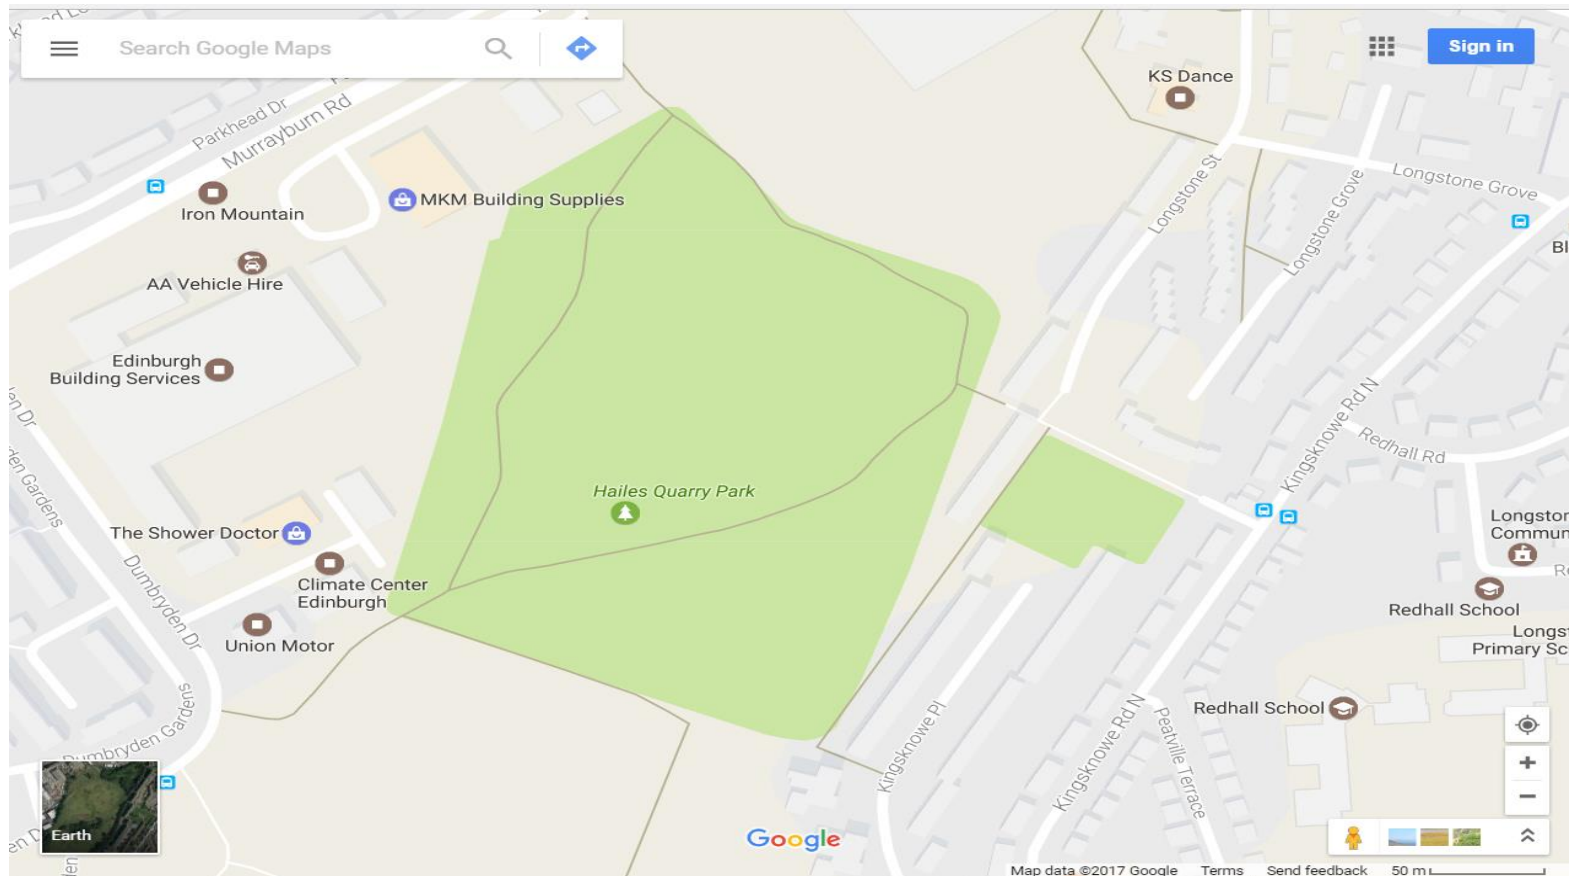 Search Google Maps
Sign in
KS Dance
Parkhead Dr
Murrayburn Rd
Longstone St
Longstone Grove
Longstone Grove
MKM Building Supplies
Iron Mountain
AA Vehicle Hire
Edinburgh
Building Services
Kingsknowe Rd N
Redhall Rd
Hailes Quarry Park
The Shower Doctor
Climate Center
Edinburgh
Union Motor
Dumbryden Dr
Dumbryden Gardens
Redhall School
Redhall School
Primary Sc
Kingsknowe Pl
Kingsknowe Rd N
Peatville Terrace
Earth
Google
Map data ©2017 Google
Terms
Send feedback
50 m